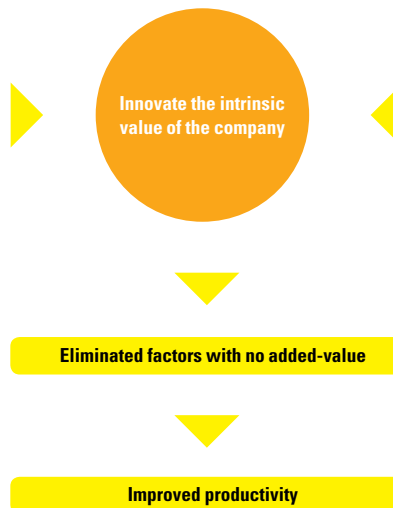 Innovate the intrinsic
value of the company
Eliminated factors with no added-value
Improved productivity